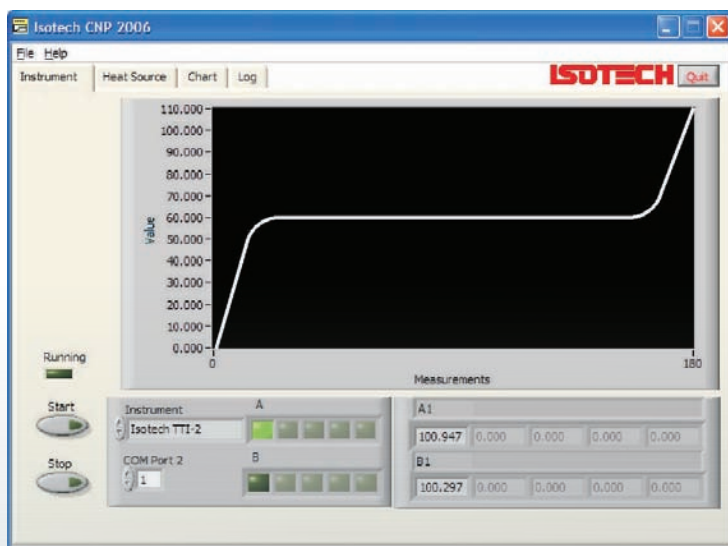 Isotech CNP 2006
File Help
Instrument Heat Source Chart Log ISOTECH Quit
110.000
100.000
90.000
80.000
70.000
60.000
50.000
40.000
30.000
20.000
10.000
0.000
Value
0 180
Measurements
Running
Start
Stop
Instrument A
Isotech TTI-2
COM Port 2 B
1
A1
100.947 0.000 0.000 0.000 0.000
B1
100.297 0.000 0.000 0.000 0.000